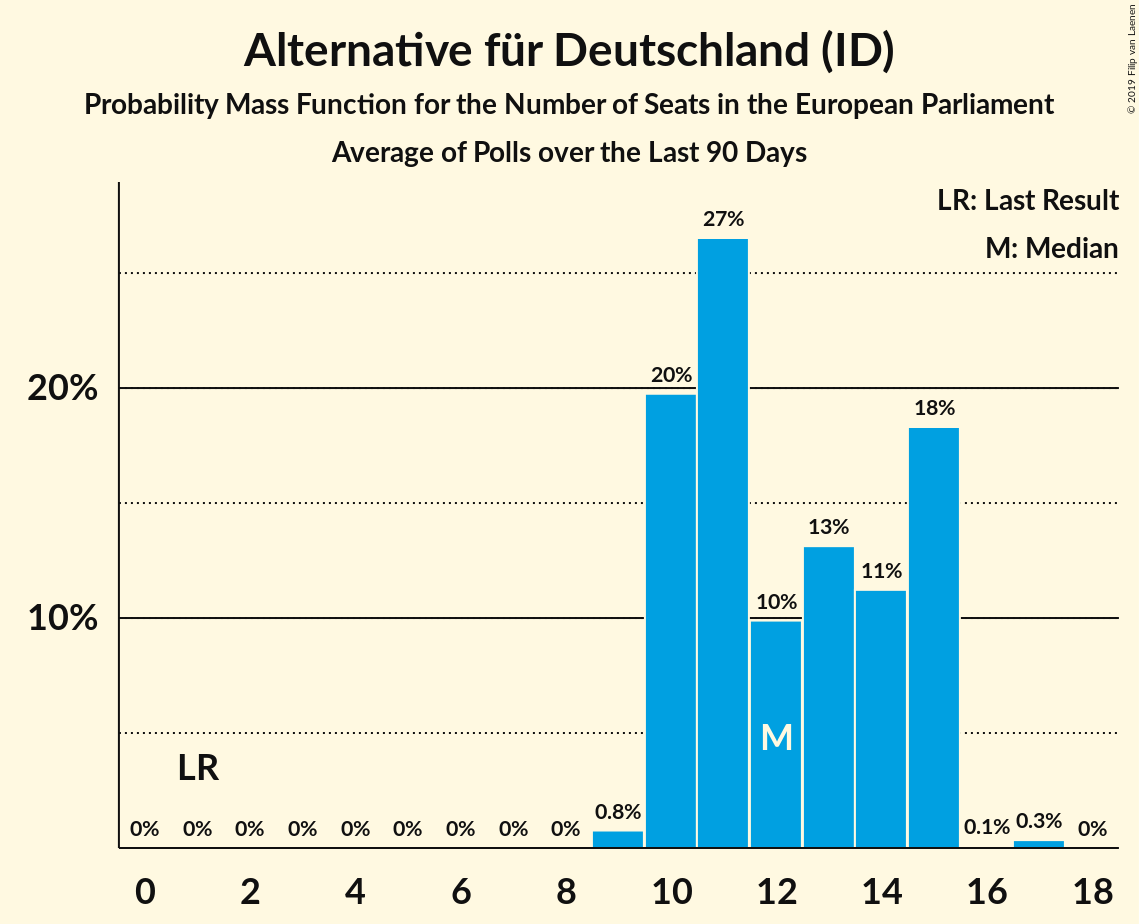 Alternative für Deutschland (ID)
Probability Mass Function for the Number of Seats in the European Parliament
Average of Polls over the Last 90 Days
© 2019 Filip van Laenen
LR: Last Result
M: Median
27%
20%
20%
18%
13%
11%
10%
10%
M
LR
0% 0% 0% 0% 0% 0% 0% 0% 0% 0.8% 0.1% 0.3% 0%
0 2 4 6 8 10 12 14 16 18